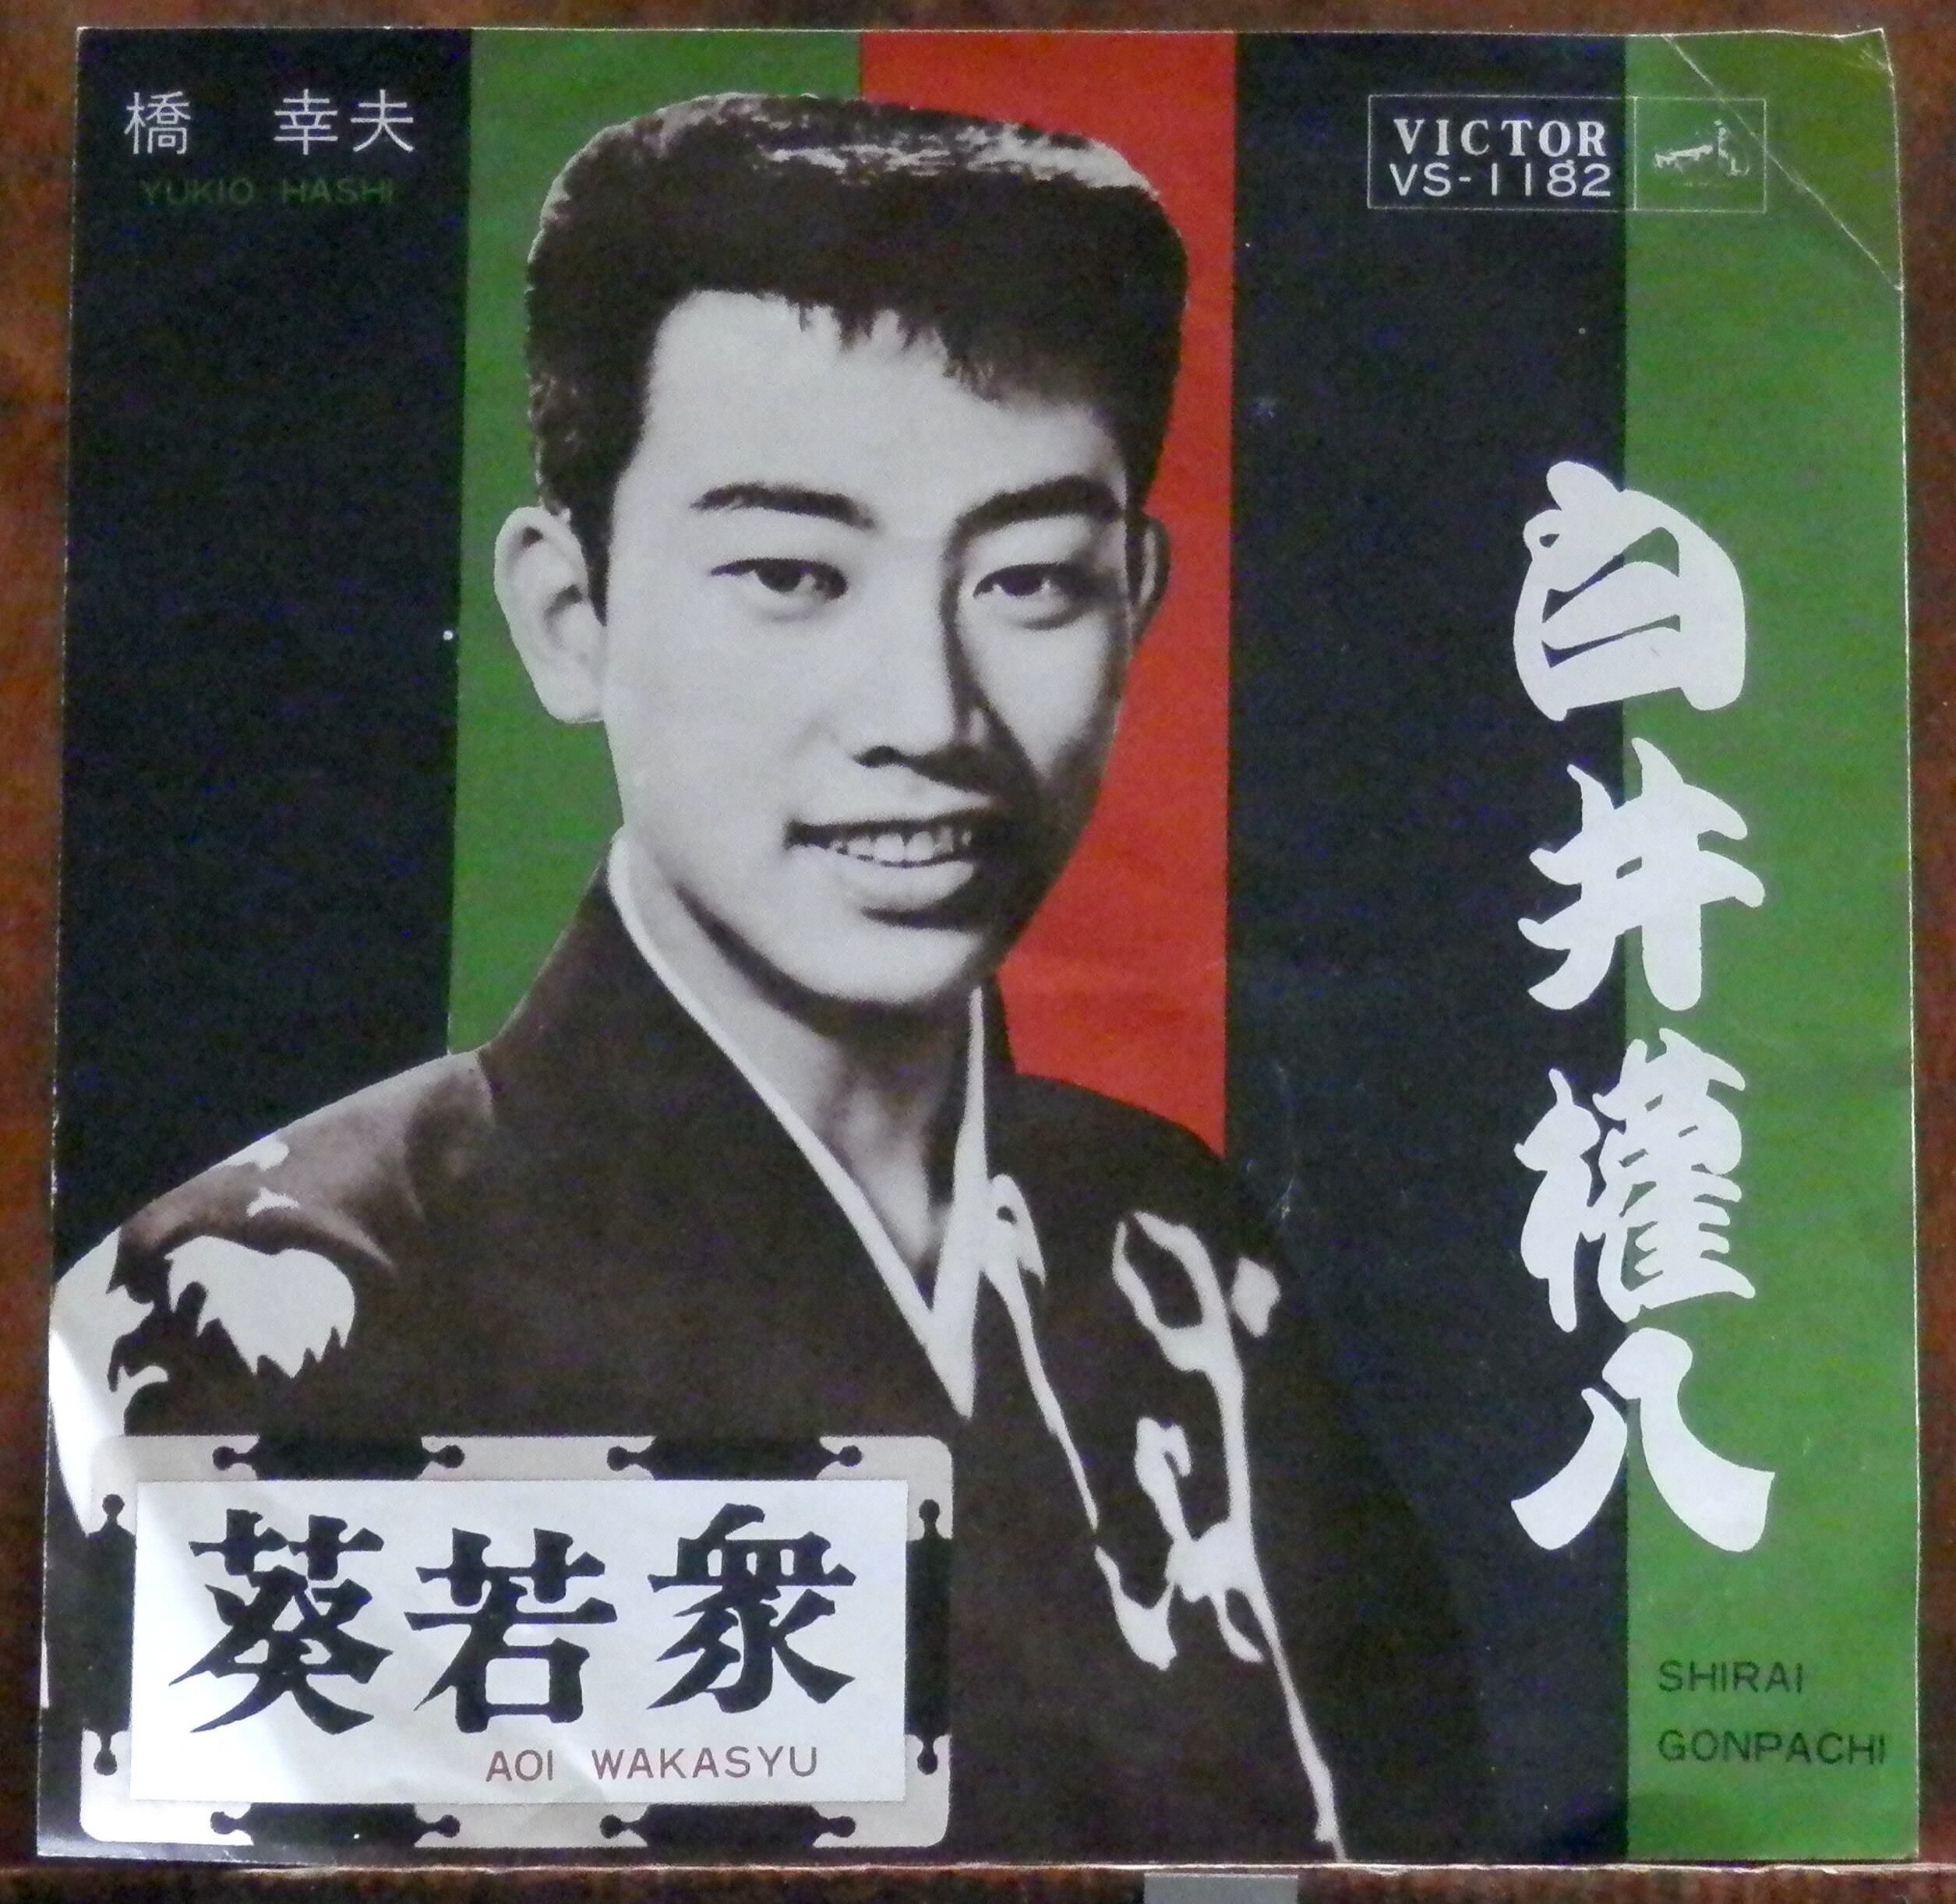 橋 幸夫
YUKIO HASHI
VICTOR
VS-1182
白井権八
SHIRAI
GONPACHI
葵若衆
AOI WAKASYU